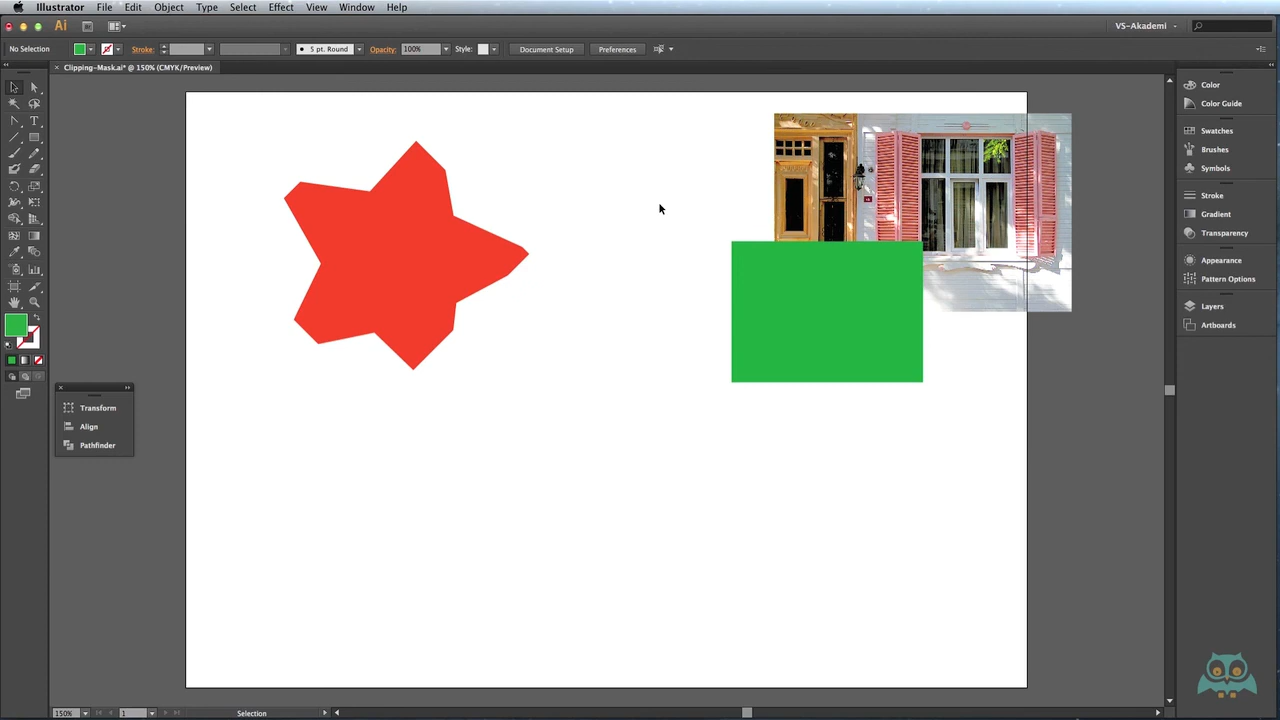 Illustrator File Edit Object Type Select Effect View Window Help
Ai VS-Akademi
No Selection Stroke: 5 pt. Round Opacity: 100% Style: Document Setup Preferences
Clipping-Mask.ai* @ 150% (CMYK/Preview)
Color
Color Guide
Swatches
Brushes
Symbols
Stroke
Gradient
Transparency
Appearance
Pattern Options
Layers
Artboards
Transform
Align
Pathfinder
150% 1 Selection